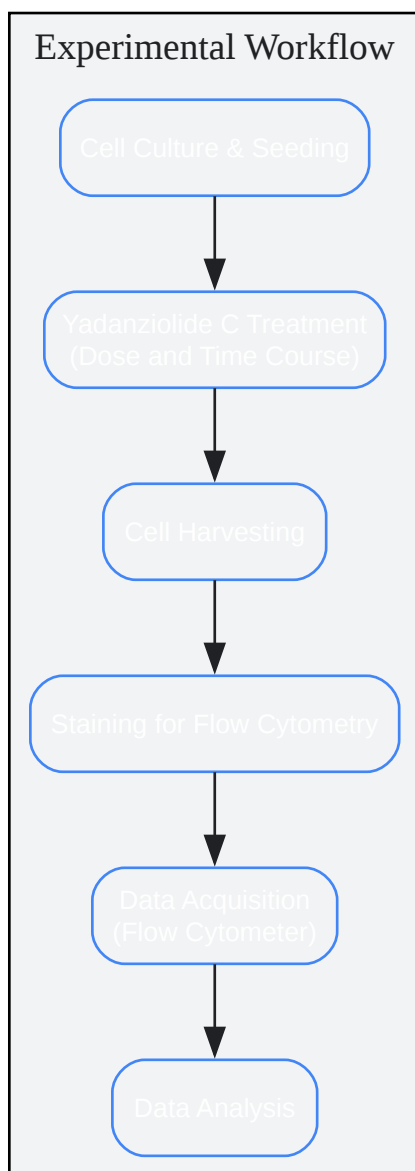 Experimental Workflow
Cell Culture & Seeding
Yadanziolide C Treatment
(Dose and Time Course)
Cell Harvesting
Staining for Flow Cytometry
Data Acquisition
(Flow Cytometer)
Data Analysis